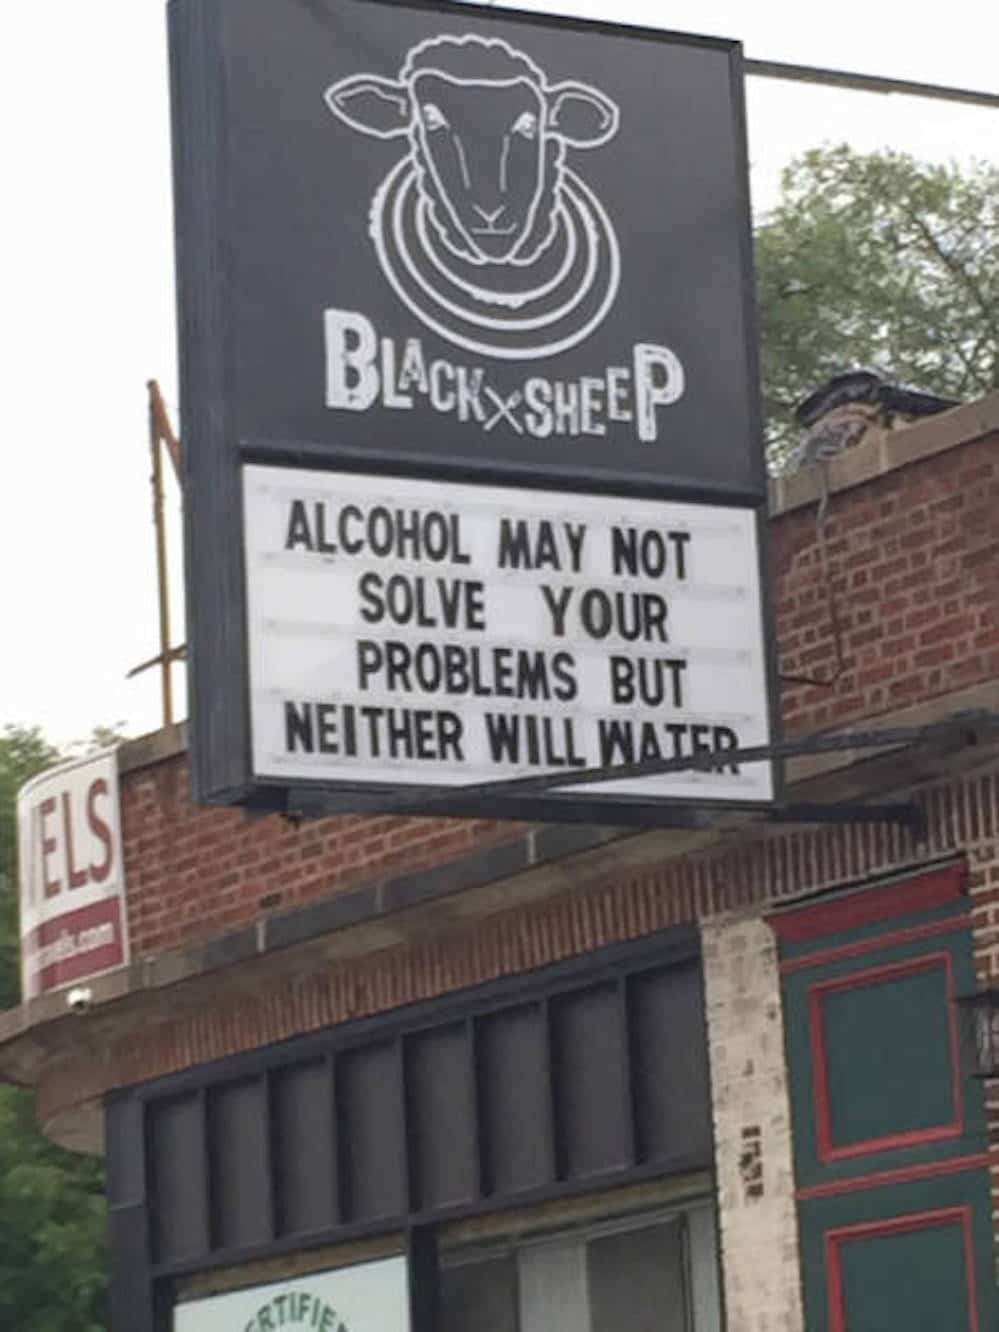 BLACK SHEEP
ALCOHOL MAY NOT
SOLVE YOUR
PROBLEMS BUT
NEITHER WILL WATER
ELS